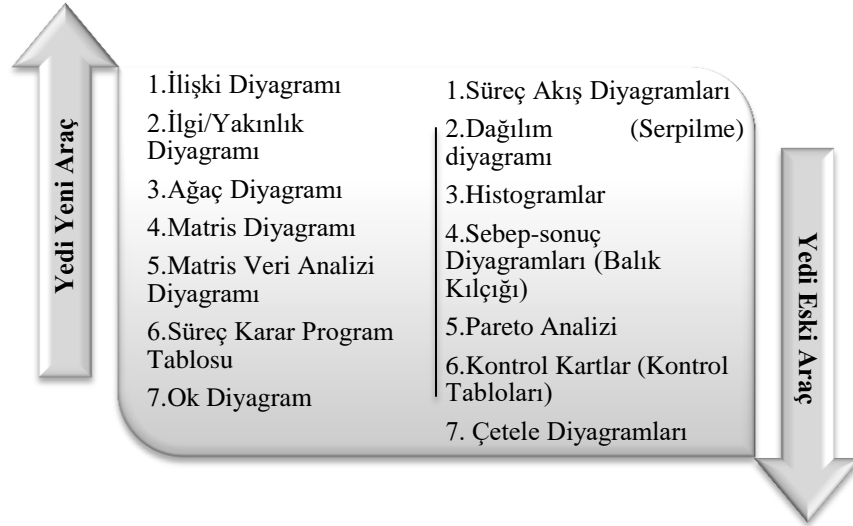 Yedi Yeni Araç
1.İlişki Diyagramı
2.İlgi/Yakınlık
Diyagramı
3.Ağaç Diyagramı
4.Matris Diyagramı
5.Matris Veri Analizi
Diyagramı
6.Süreç Karar Program
Tablosu
7.Ok Diyagram
1.Süreç Akış Diyagramları
2.Dağılım (Serpilme)
diyagramı
3.Histogramlar
4.Sebep-sonuç
Diyagramları (Balık
Kılçığı)
5.Pareto Analizi
6.Kontrol Kartlar (Kontrol
Tabloları)
7. Çetele Diyagramları
Yedi Eski Araç